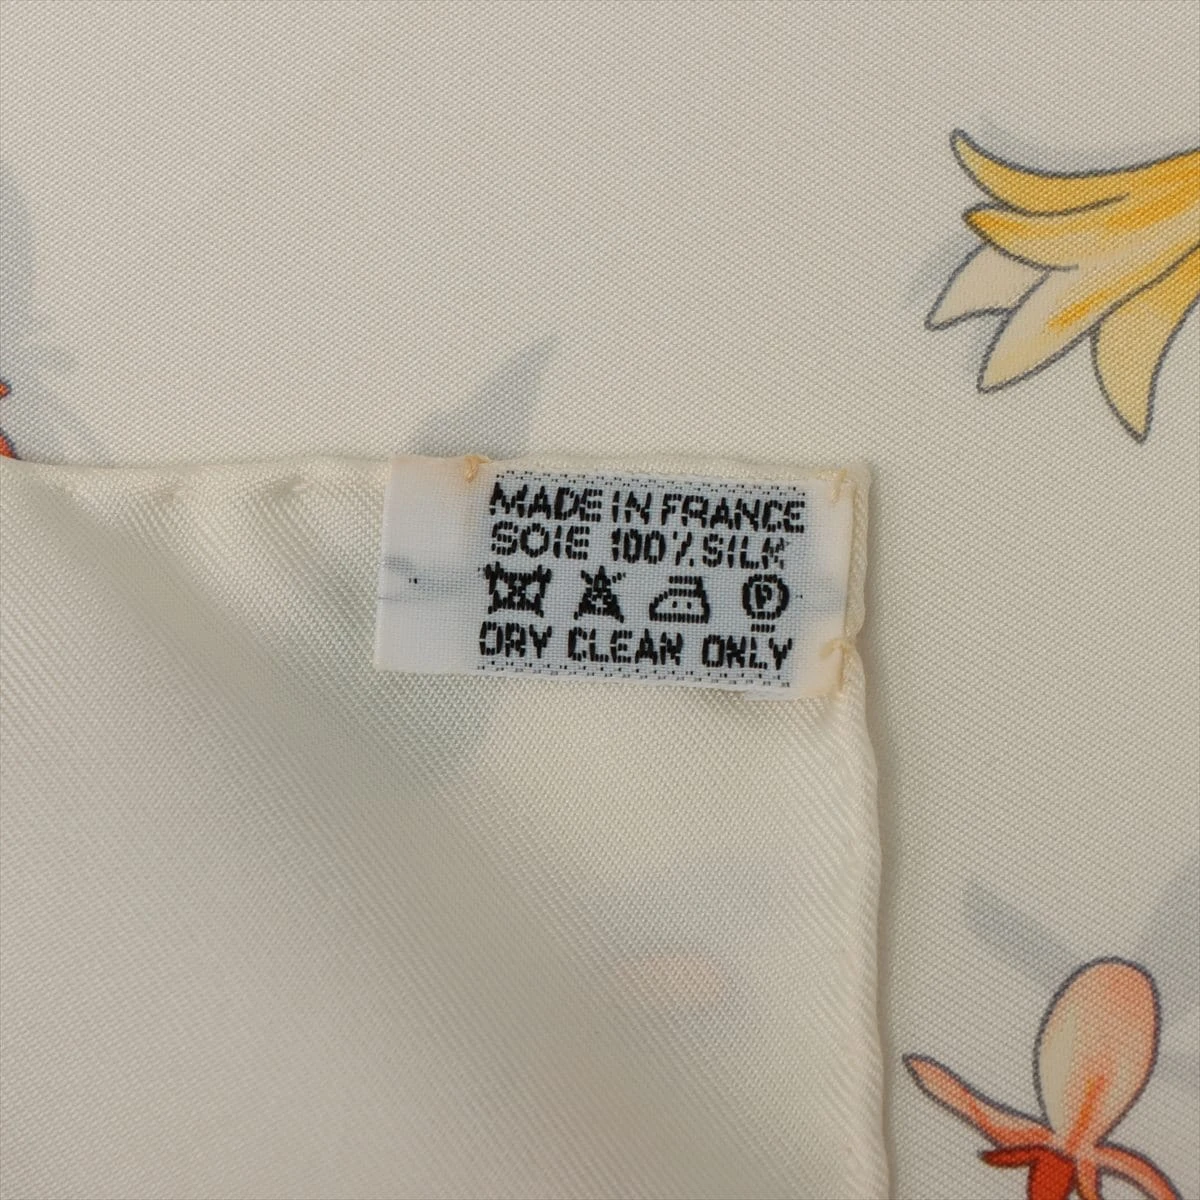 MADE IN FRANCE
SOIE 100% SILK
P
DRY CLEAN ONLY